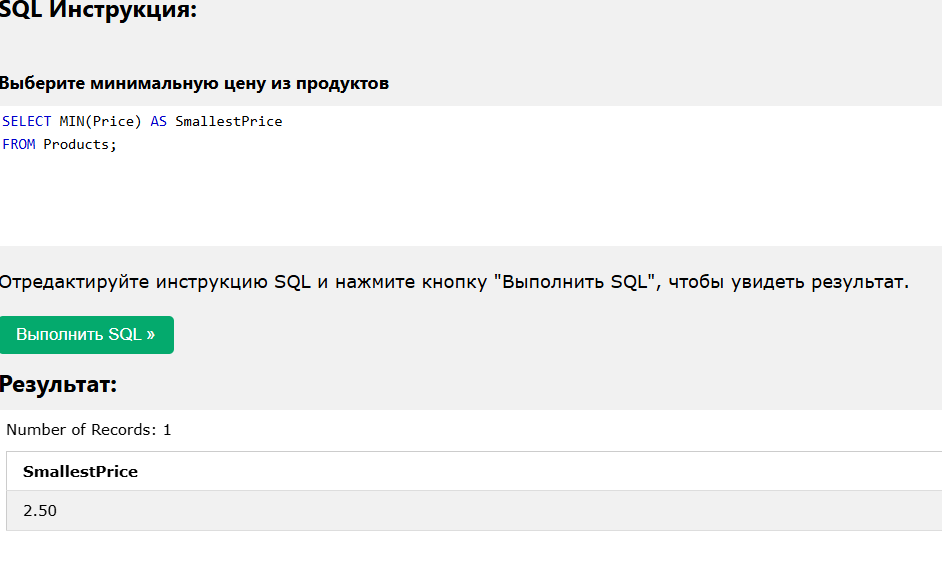 SQL Инструкция:
Выберите минимальную цену из продуктов
SELECT MIN(Price) AS SmallestPrice
FROM Products;
Отредактируйте инструкцию SQL и нажмите кнопку "Выполнить SQL", чтобы увидеть результат.
Выполнить SQL »
Результат:
Number of Records: 1
SmallestPrice
2.50